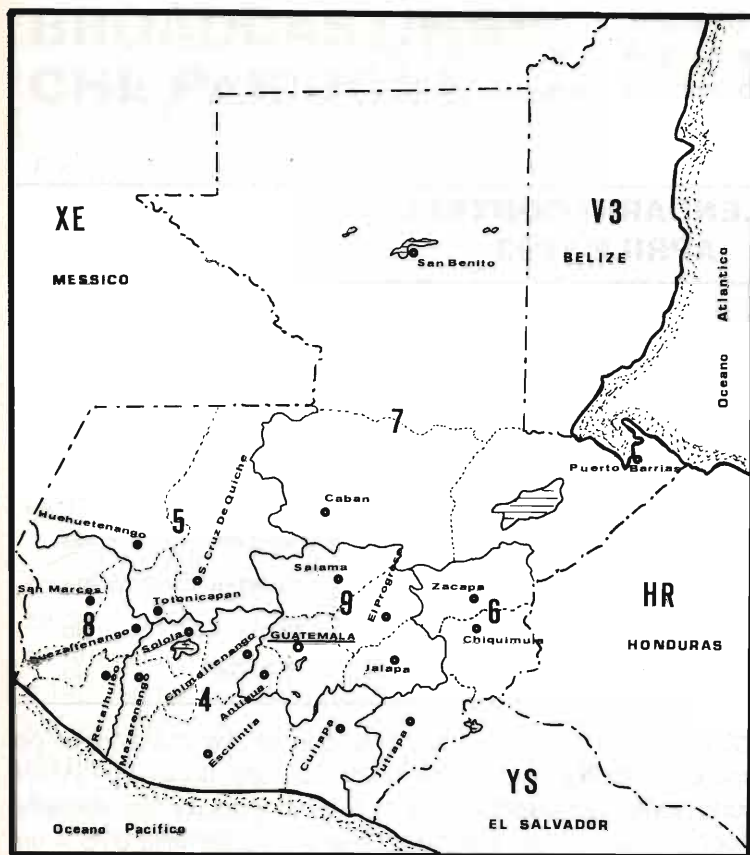 XE
MESSICO
V3
BELIZE
San Benito
Oceano Atlantico
7
Puerto Barrias
Caban
5
Huehuetenango
S. Cruz De Quiche
San Marcos
Totonicapan
Salama
9
El Progreso
Zacapa
6
Chiquimula
HR
HONDURAS
8
Quezaltenango
Solola
GUATEMALA
Chimaltenango
Jalapa
4
Retalhuleo
Mazatenango
Antigua
Escuintla
Cuilapa
Jutiapa
YS
EL SALVADOR
Oceano Pacifico